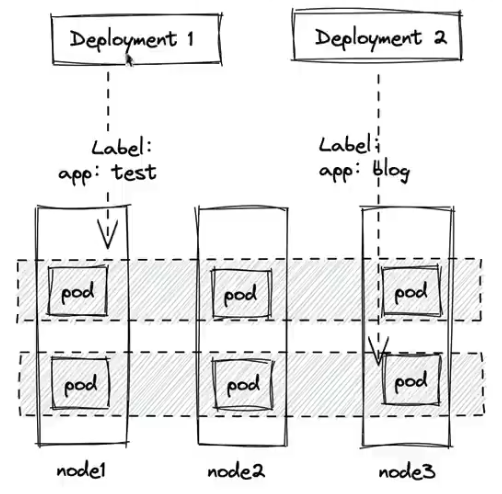 Deployment 1
Deployment 2
Label:
app: test
Label:
app: blog
pod
pod
pod
pod
pod
pod
node1
node2
node3